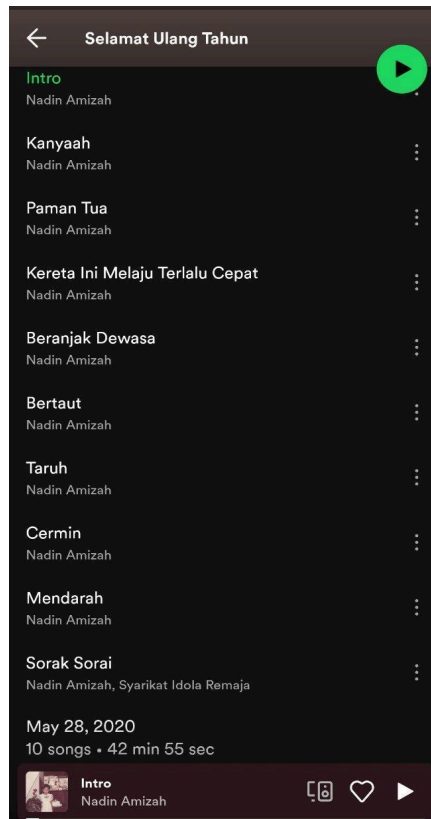 Selamat Ulang Tahun
Intro
Nadin Amizah
Kanyaah
Nadin Amizah
Paman Tua
Nadin Amizah
Kereta Ini Melaju Terlalu Cepat
Nadin Amizah
Beranjak Dewasa
Nadin Amizah
Bertaut
Nadin Amizah
Taruh
Nadin Amizah
Cermin
Nadin Amizah
Mendarah
Nadin Amizah
Sorak Sorai
Nadin Amizah, Syarikat Idola Remaja
May 28, 2020
10 songs • 42 min 55 sec
Intro
Nadin Amizah